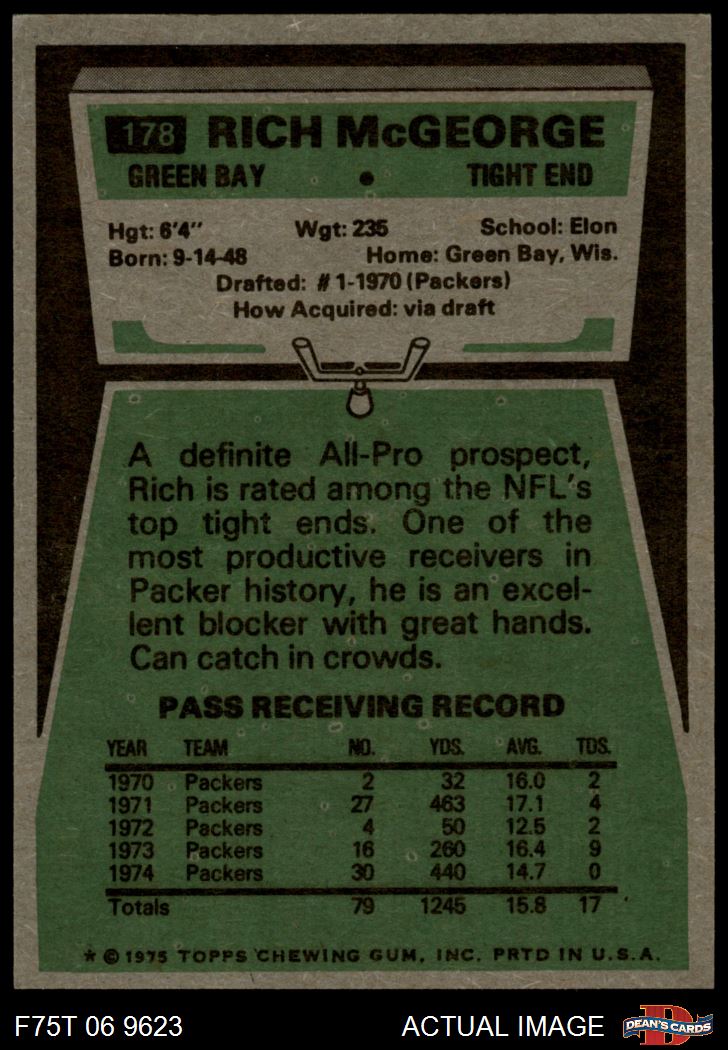 178 RICH McGEORGE
GREEN BAY • TIGHT END
Hgt: 6'4" Wgt: 235 School: Elon
Born: 9-14-48 Home: Green Bay, Wis.
Drafted: #1-1970 (Packers)
How Acquired: via draft
A definite All-Pro prospect,
Rich is rated among the NFL's
top tight ends. One of the
most productive receivers in
Packer history, he is an excel-
lent blocker with great hands.
Can catch in crowds.
PASS RECEIVING RECORD
YEAR TEAM NO. YDS. AVG. TDS.
1970 Packers 2 32 16.0 2
1971 Packers 27 463 17.1 4
1972 Packers 4 50 12.5 2
1973 Packers 16 260 16.4 9
1974 Packers 30 440 14.7 0
Totals 79 1245 15.8 17
* © 1975 TOPPS CHEWING GUM, INC. PRTD IN U.S.A.
F75T 06 9623 ACTUAL IMAGE D DEAN'S CARDS